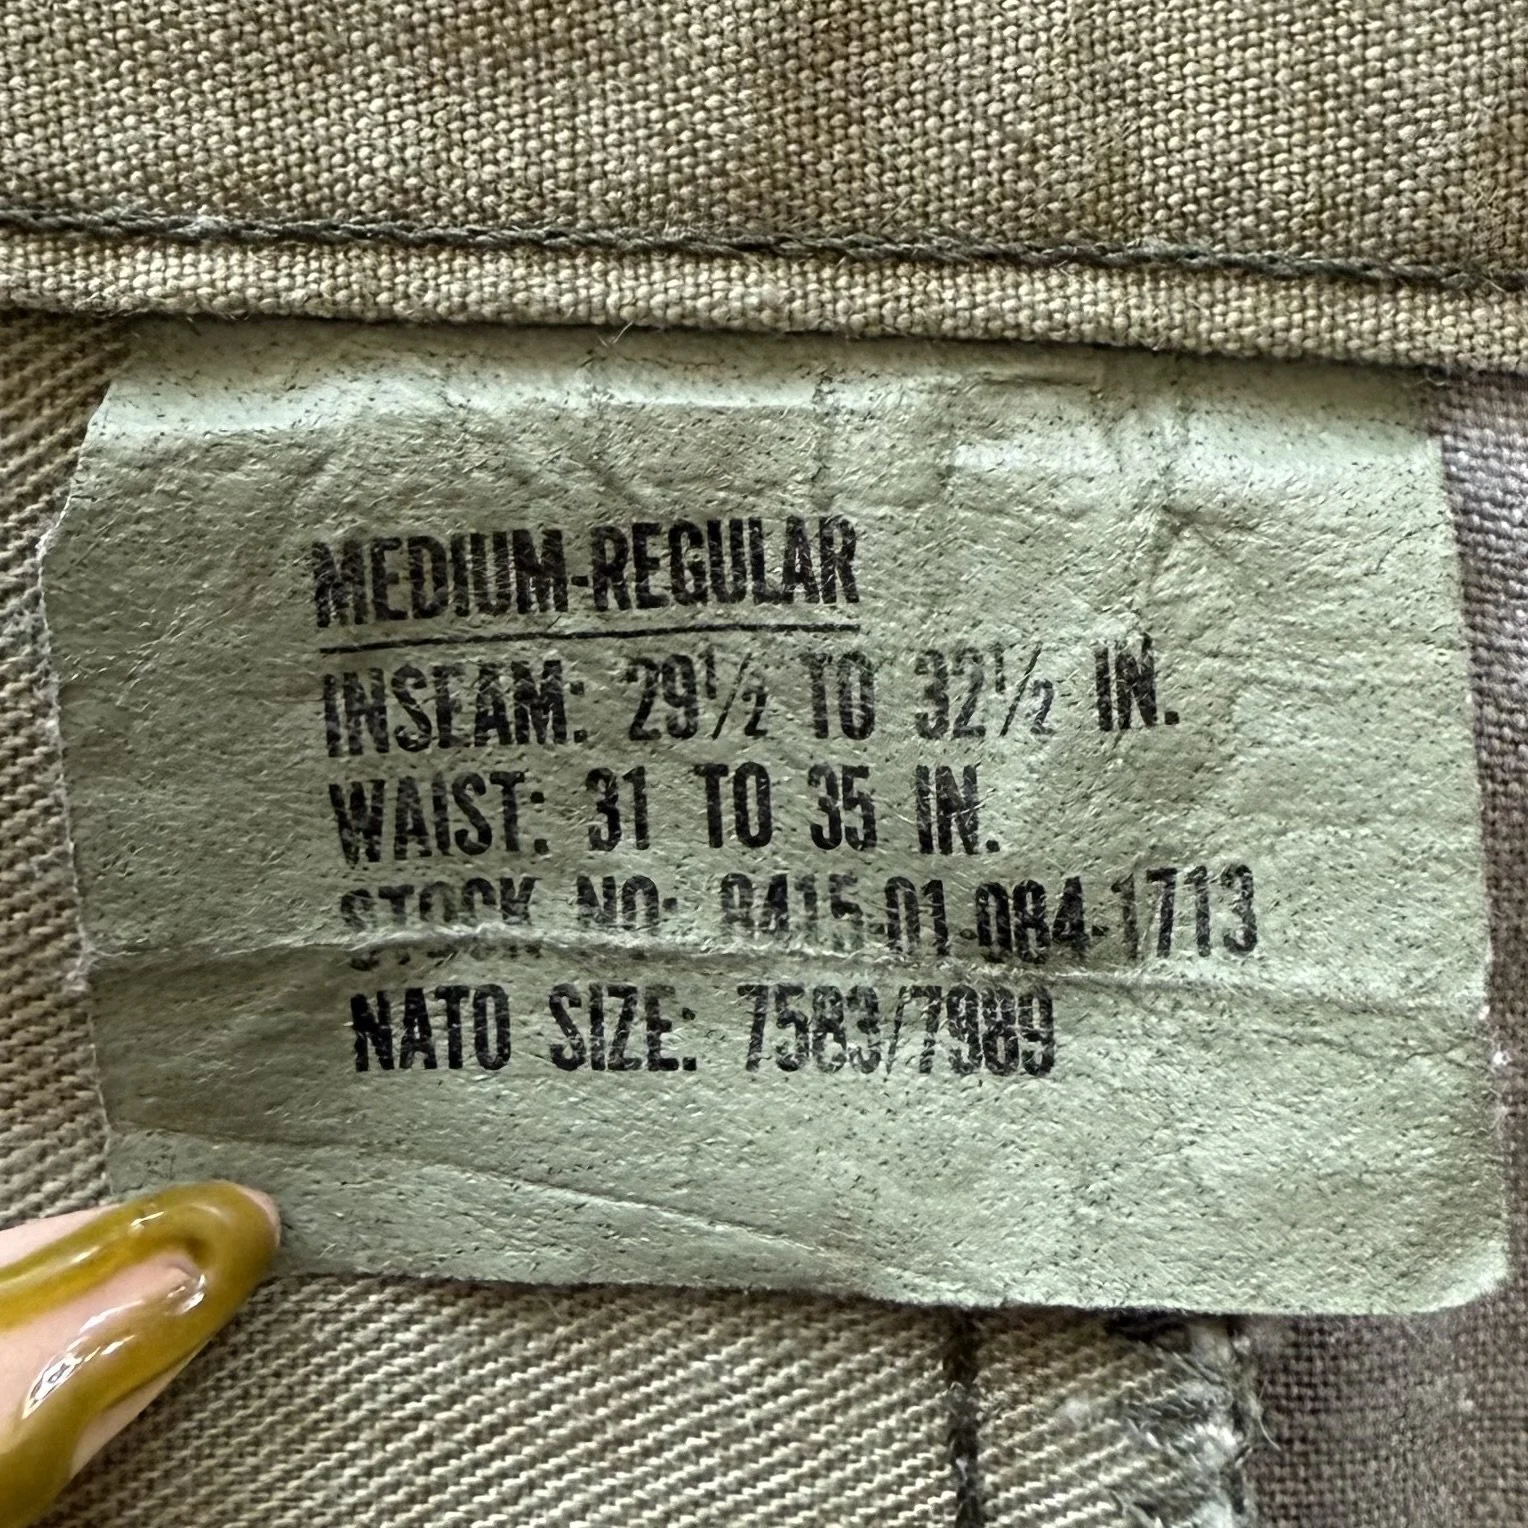 MEDIUM-REGULAR
INSEAM: 29½ TO 32½ IN.
WAIST: 31 TO 35 IN.
STOCK NO: 8415-01-084-1713
NATO SIZE: 7583/7989